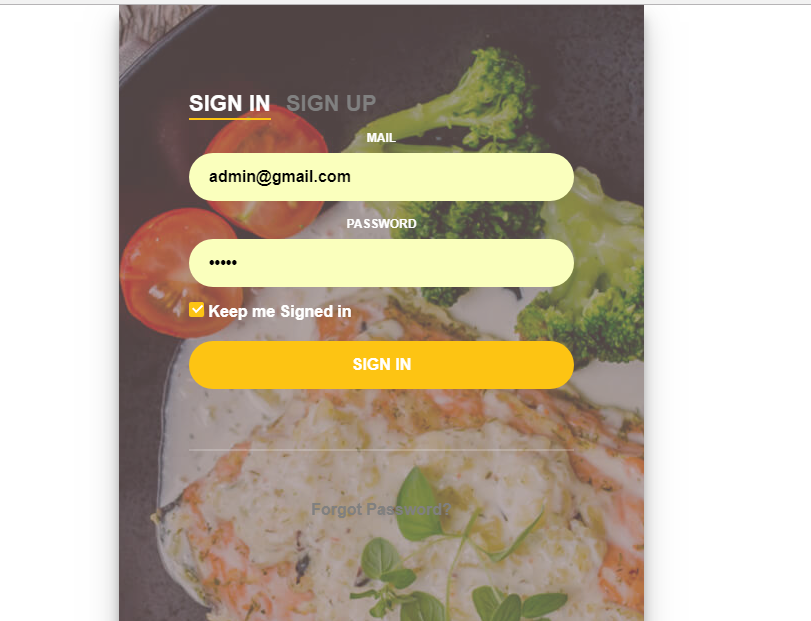 SIGN IN SIGN UP
MAIL
admin@gmail.com
PASSWORD
•••••
Keep me Signed in
SIGN IN
Forgot Password?